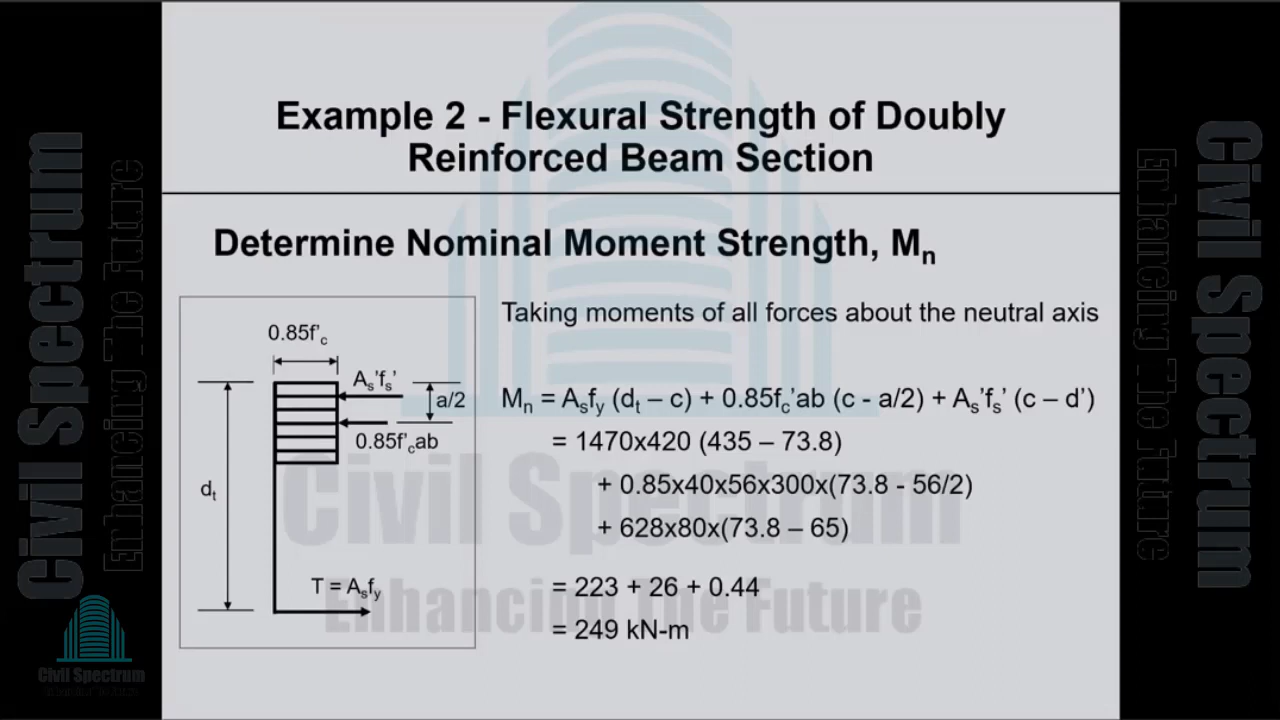 Example 2 - Flexural Strength of Doubly
Reinforced Beam Section
Determine Nominal Moment Strength, Mn
Taking moments of all forces about the neutral axis
0.85f'c
As'fs'
a/2
0.85f'cab
dt
T = Asfy
Mn = Asfy (dt – c) + 0.85fc'ab (c - a/2) + As'fs' (c – d')
= 1470x420 (435 – 73.8)
+ 0.85x40x56x300x(73.8 - 56/2)
+ 628x80x(73.8 – 65)
= 223 + 26 + 0.44
= 249 kN-m
Civil Spectrum
Enhancing The Future
Civil Spectrum
Enhancing The Future
Civil Spectrum
Enhancing The Future
Civil Spectrum